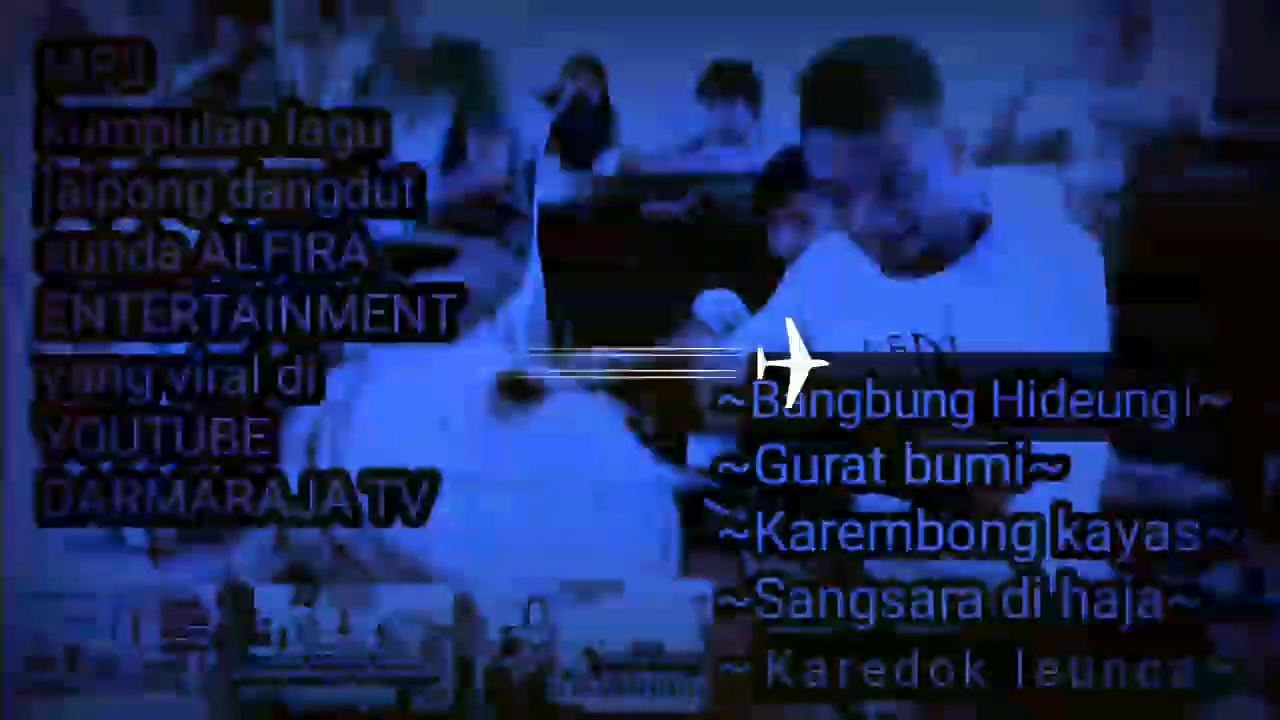 MP3
kumpulan lagu
jaipong dangdut
sunda ALFIRA
ENTERTAINMENT
yang viral di
YOUTUBE
DARMARAJA TV
~Bangbung Hideung~
~Gurat bumi~
~Karembong kayas~
~Sangsara di haja~
~Karedok leunca~